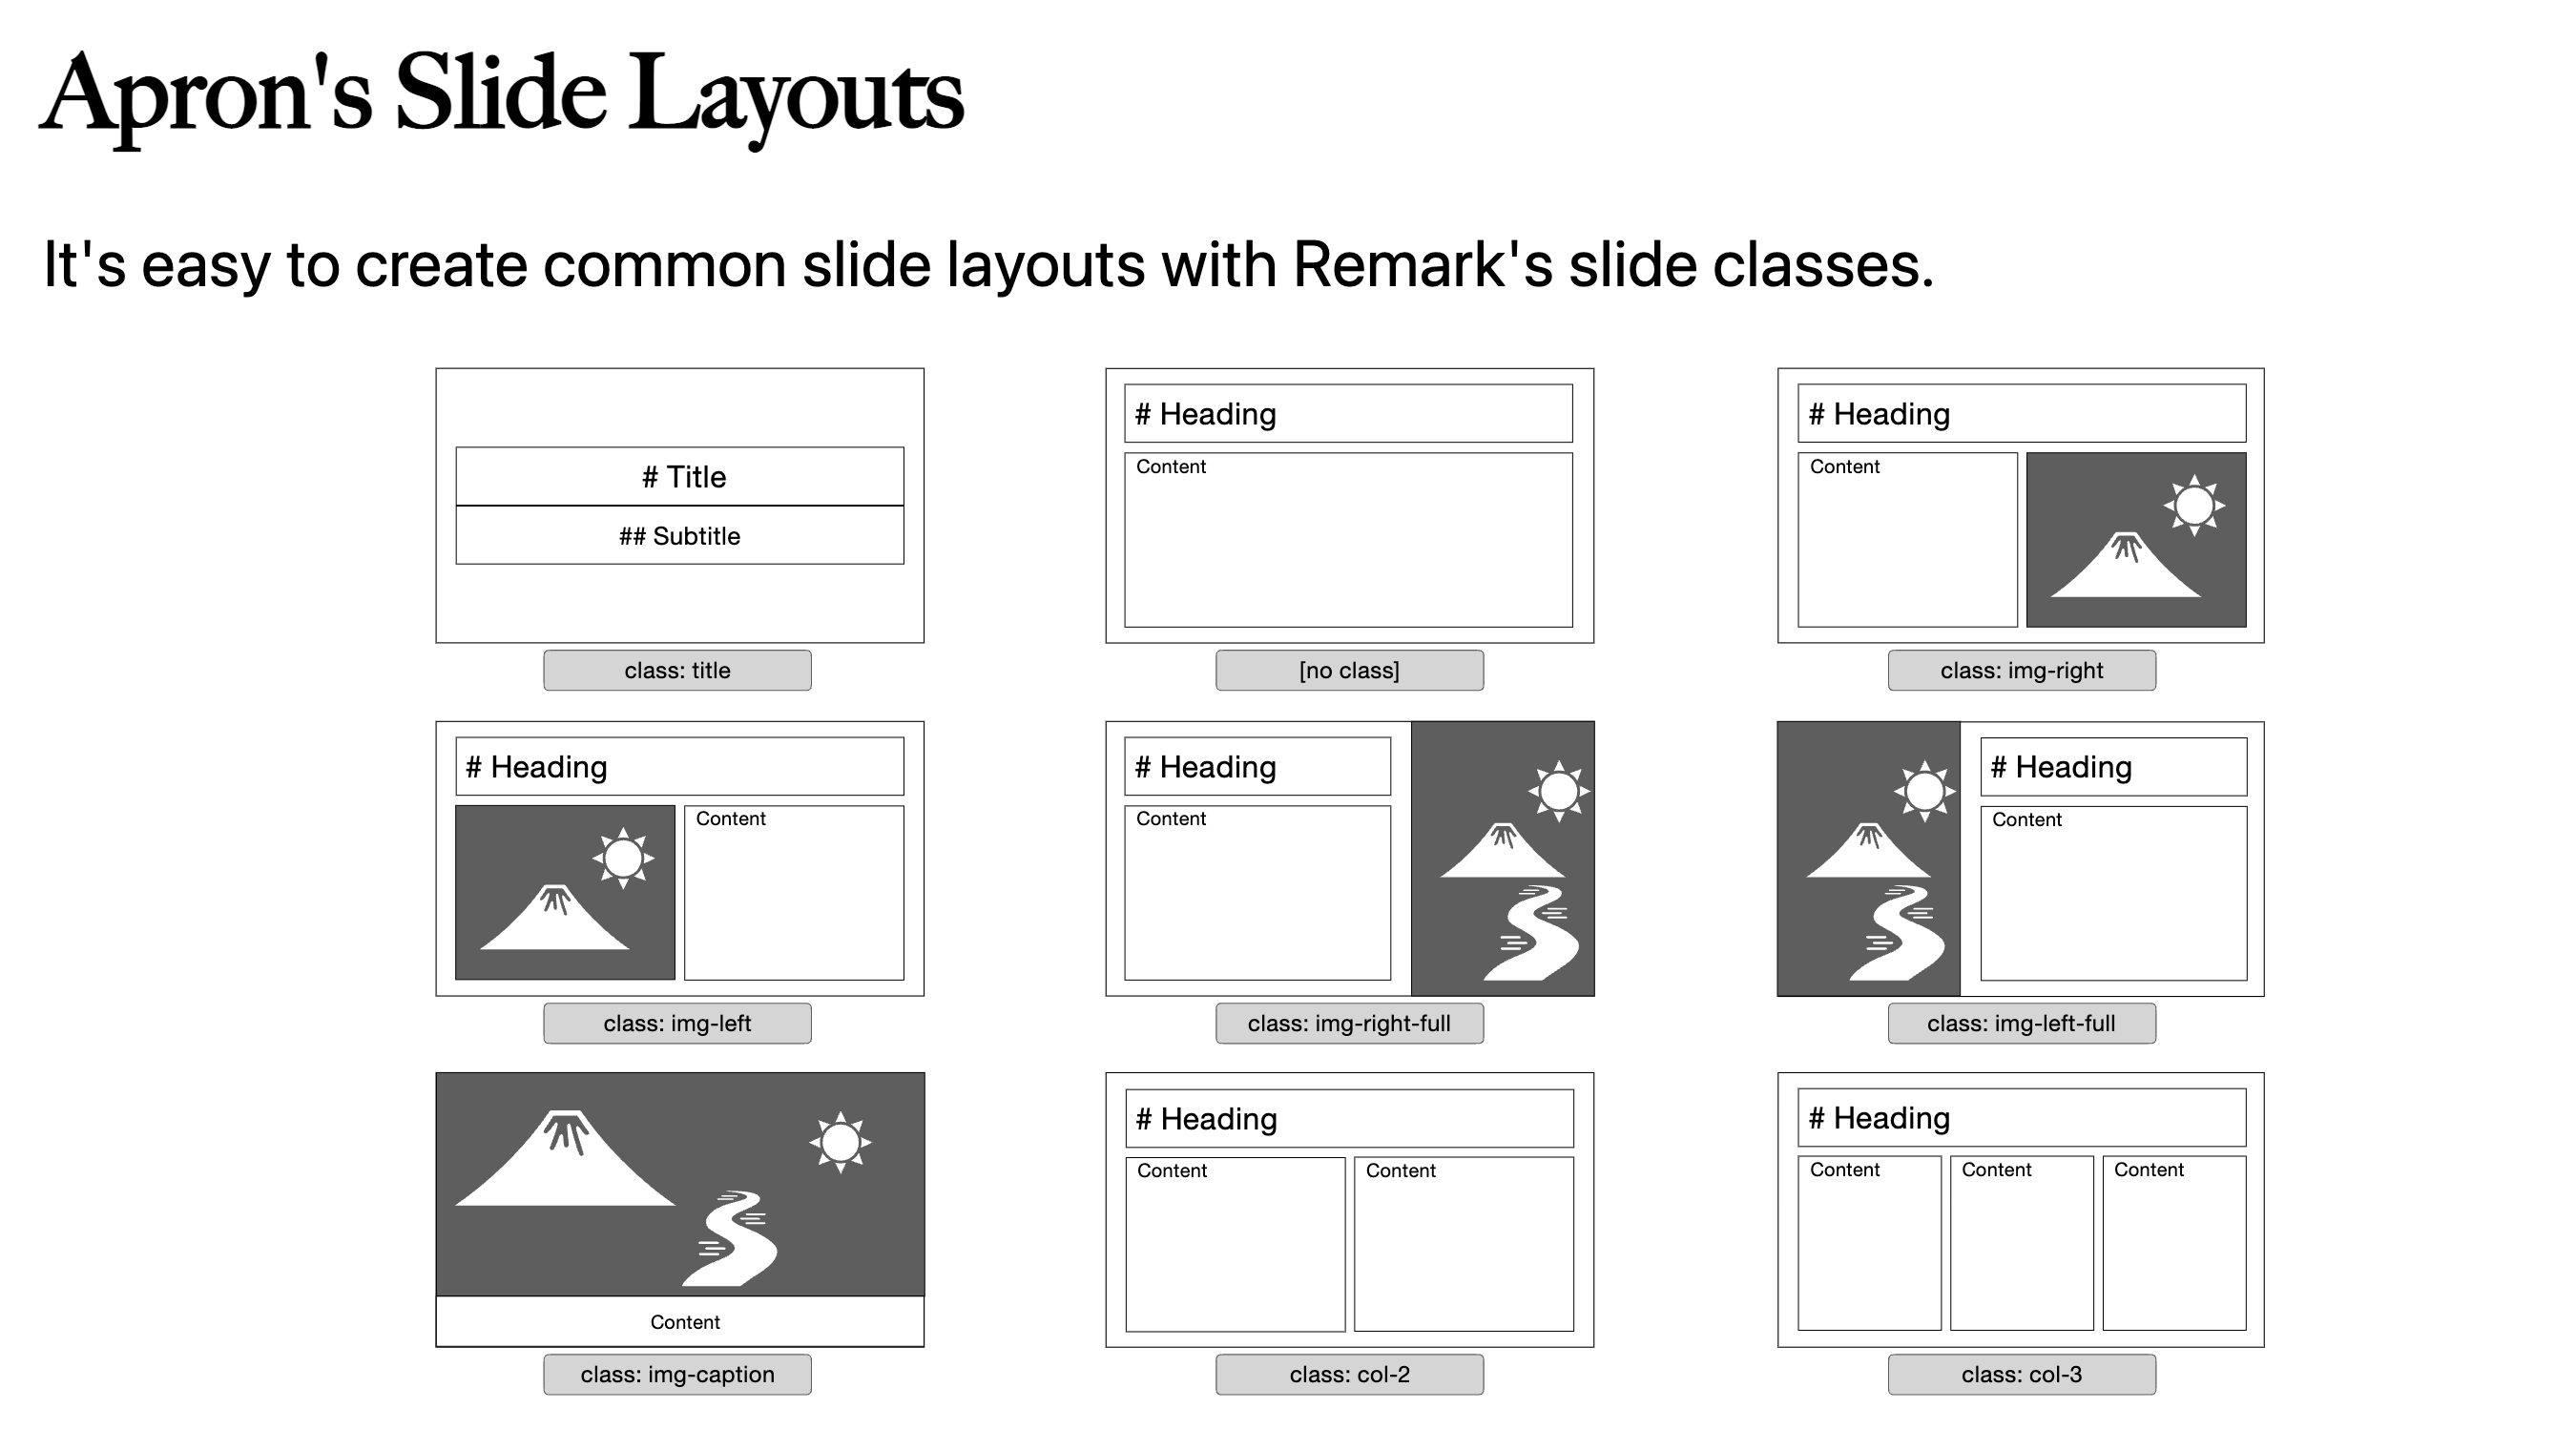 Apron's Slide Layouts
It's easy to create common slide layouts with Remark's slide classes.
# Title
## Subtitle
class: title
# Heading
Content
[no class]
# Heading
Content
class: img-right
# Heading
Content
class: img-left
# Heading
Content
class: img-right-full
# Heading
Content
class: img-left-full
Content
class: img-caption
# Heading
Content
Content
class: col-2
# Heading
Content
Content
Content
class: col-3